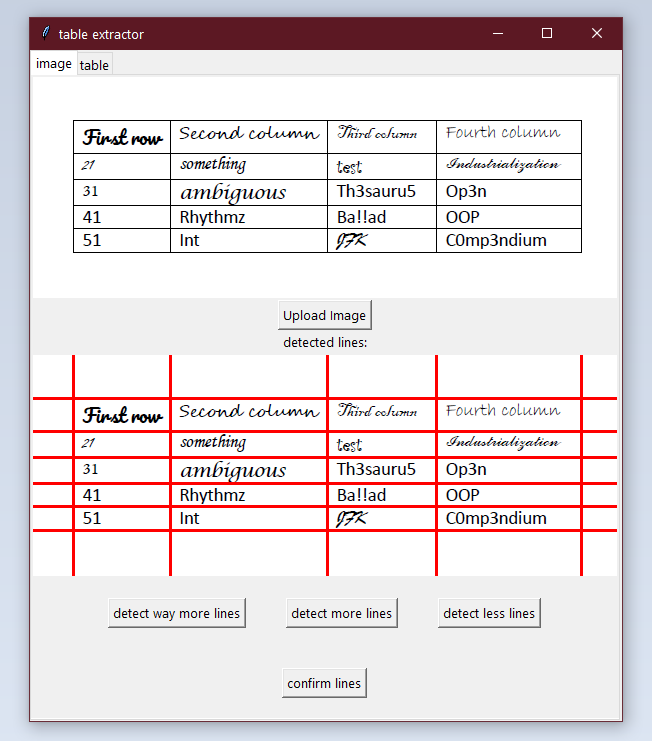 table extractor
image table
First row Second column Third column Fourth column
21 something test Industrialization
31 ambiguous Th3sauru5 Op3n
41 Rhythmz Ba!!ad OOP
51 Int JFK C0mp3ndium
Upload Image
detected lines:
First row Second column Third column Fourth column
21 something test Industrialization
31 ambiguous Th3sauru5 Op3n
41 Rhythmz Ba!!ad OOP
51 Int JFK C0mp3ndium
detect way more lines detect more lines detect less lines
confirm lines